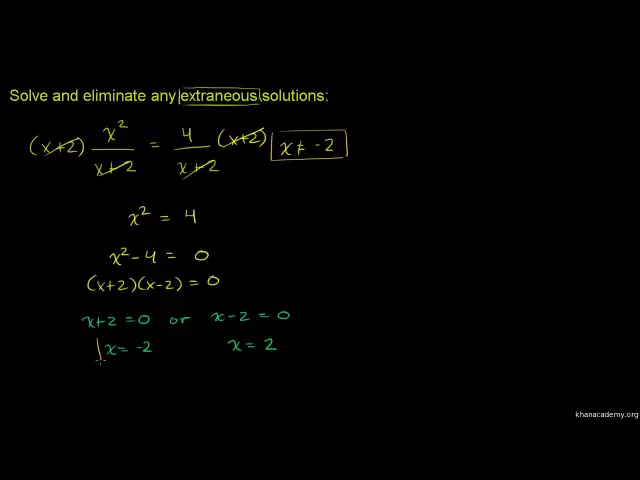 Solve and eliminate any extraneous solutions:
(x+2) x²/(x+2) = 4/(x+2) (x+2) x ≠ -2
x² = 4
x² - 4 = 0
(x+2)(x-2) = 0
x+2 = 0 or x-2 = 0
x = -2 x = 2
khanacademy.org